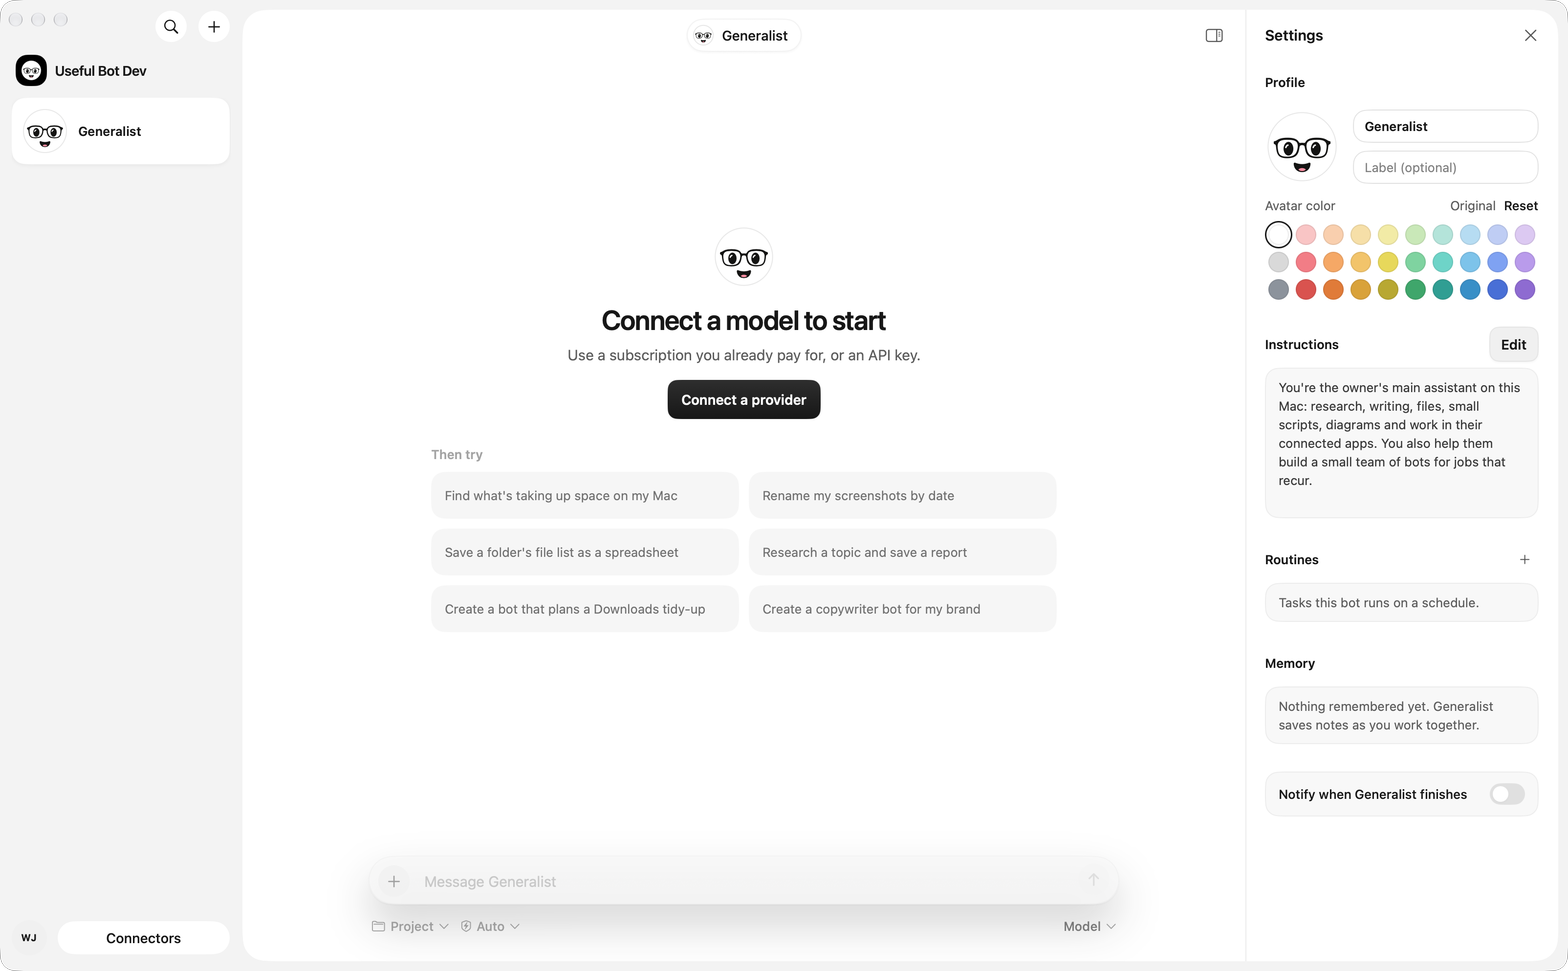 Useful Bot Dev
Generalist
WJ
Connectors
Generalist
Connect a model to start
Use a subscription you already pay for, or an API key.
Connect a provider
Then try
Find what's taking up space on my Mac
Rename my screenshots by date
Save a folder's file list as a spreadsheet
Research a topic and save a report
Create a bot that plans a Downloads tidy-up
Create a copywriter bot for my brand
Message Generalist
Project
Auto
Model
Settings
Profile
Generalist
Label (optional)
Avatar color
Original
Reset
Instructions
Edit
You're the owner's main assistant on this
Mac: research, writing, files, small
scripts, diagrams and work in their
connected apps. You also help them
build a small team of bots for jobs that
recur.
Routines
Tasks this bot runs on a schedule.
Memory
Nothing remembered yet. Generalist
saves notes as you work together.
Notify when Generalist finishes